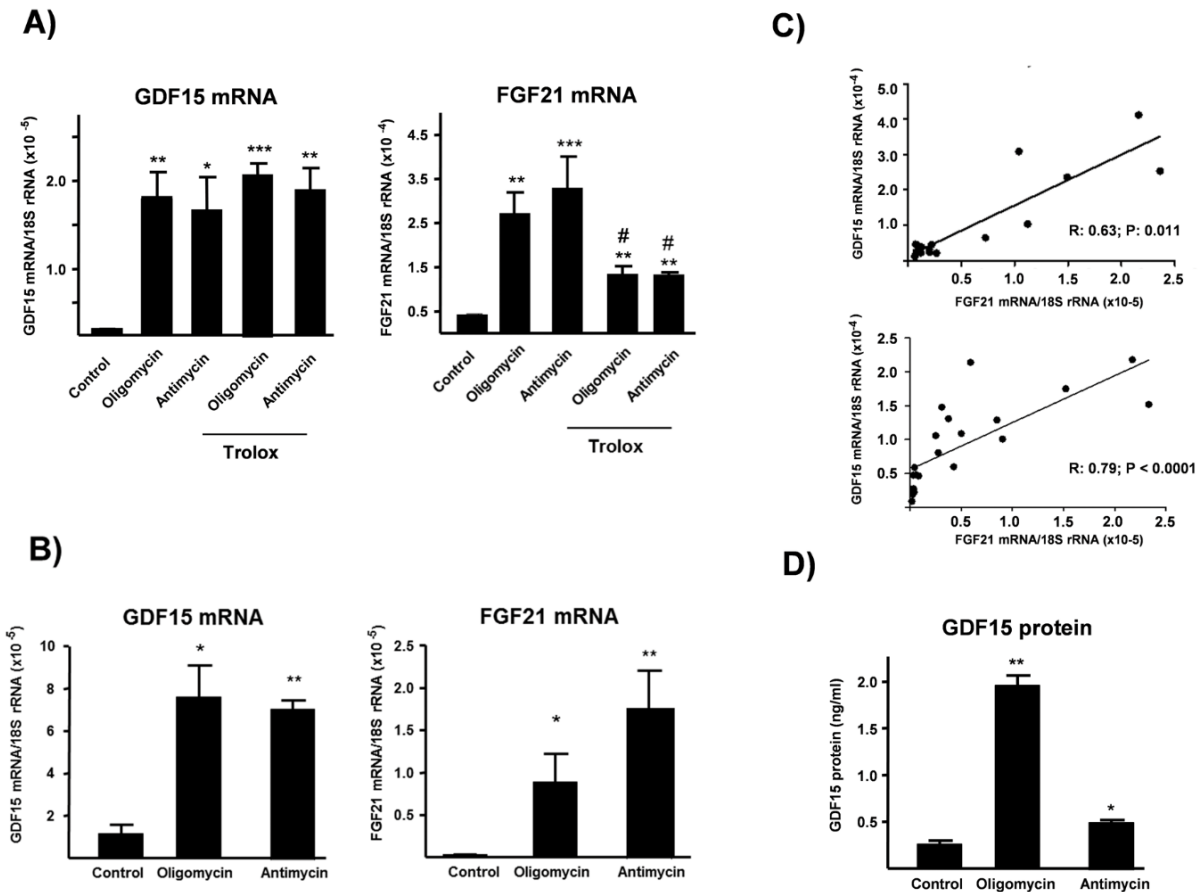 A)
GDF15 mRNA
GDF15 mRNA/18S rRNA (x10 -5)
2.0
1.0
** * *** **
Control
Oligomycin
Antimycin
Oligomycin
Antimycin
Trolox
FGF21 mRNA
FGF21 mRNA/18S rRNA (x10 -4)
4.5
3.5
2.5
1.5
0.5
** *** # ** # **
Control
Oligomycin
Antimycin
Oligomycin
Antimycin
Trolox
B)
GDF15 mRNA
GDF15 mRNA/18S rRNA (x10 -5)
10
8
6
4
2
* **
Control Oligomycin Antimycin
FGF21 mRNA
FGF21 mRNA/18S rRNA (x10 -5)
2.5
2.0
1.5
1.0
0.5
* **
Control Oligomycin Antimycin
C)
GDF15 mRNA/18S rRNA (x10-4)
5.0
4.0
3.0
2.0
1.0
R: 0.63; P: 0.011
0.5 1.0 1.5 2.0 2.5
FGF21 mRNA/18S rRNA (x10-5)
GDF15 mRNA/18S rRNA (x10-4)
2.5
2.0
1.5
1.0
0.5
R: 0.79; P < 0.0001
0 0.5 1.0 1.5 2.0 2.5
FGF21 mRNA/18S rRNA (x10-5)
D)
GDF15 protein
GDF15 protein (ng/ml)
2.0
1.5
1.0
0.5
** *
Control Oligomycin Antimycin